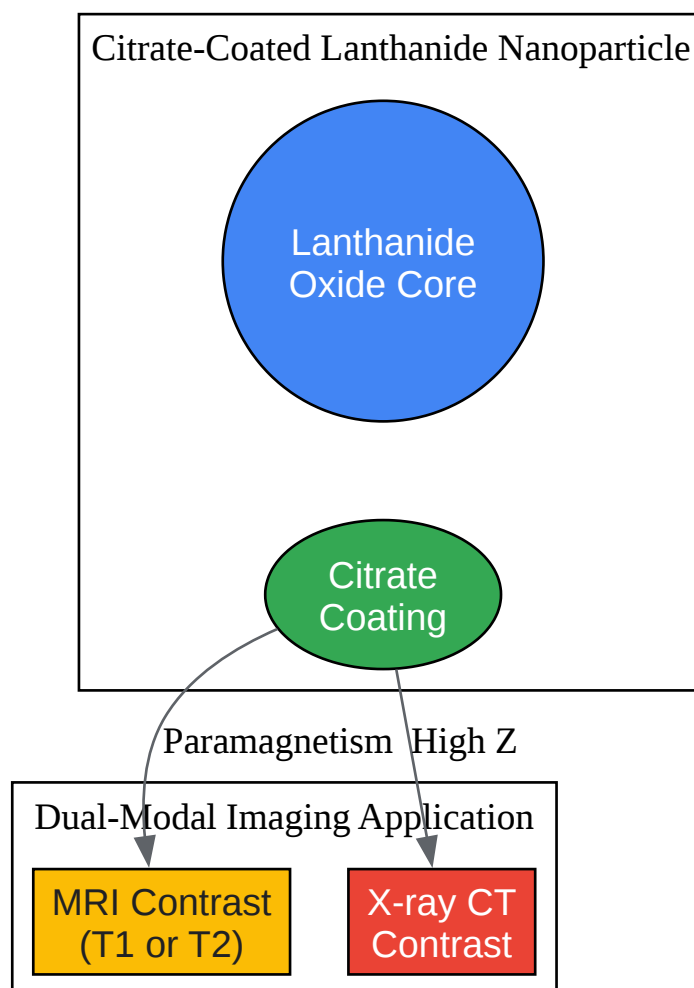 Citrate-Coated Lanthanide Nanoparticle
Lanthanide
Oxide Core
Citrate
Coating
Paramagnetism High Z
Dual-Modal Imaging Application
MRI Contrast
(T1 or T2)
X-ray CT
Contrast